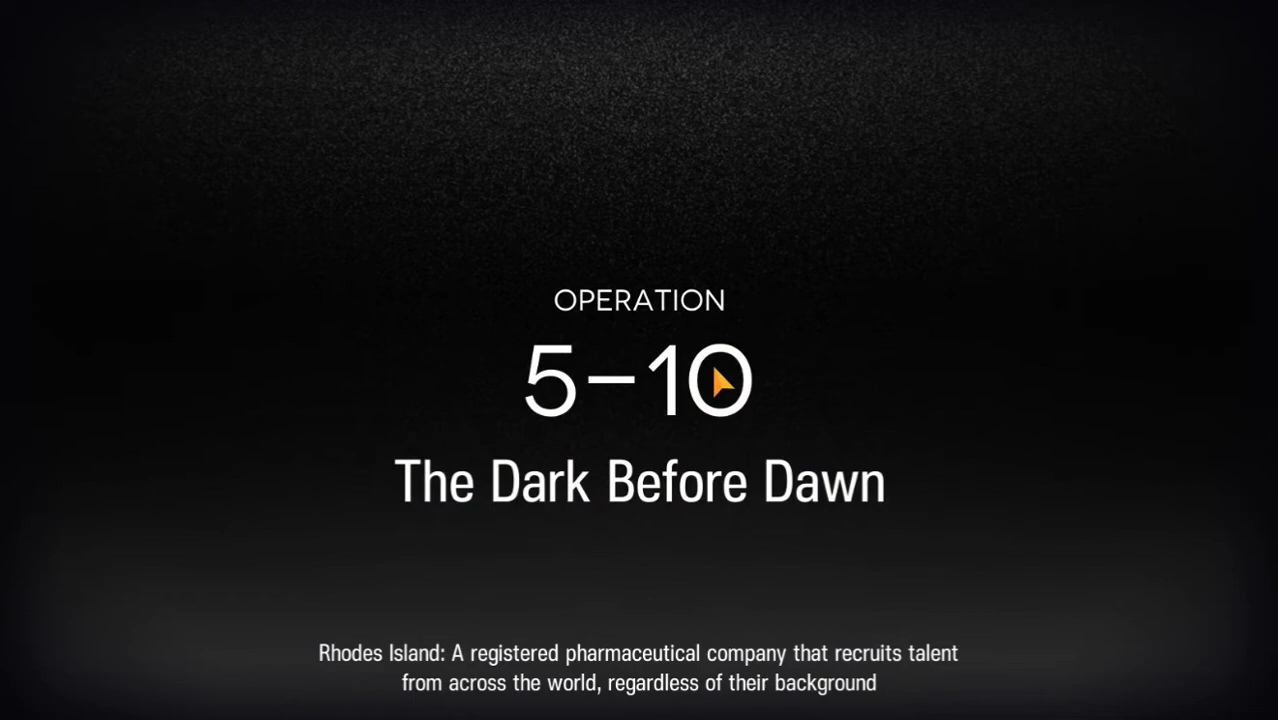 OPERATION
5-10
The Dark Before Dawn
Rhodes Island: A registered pharmaceutical company that recruits talent
from across the world, regardless of their background